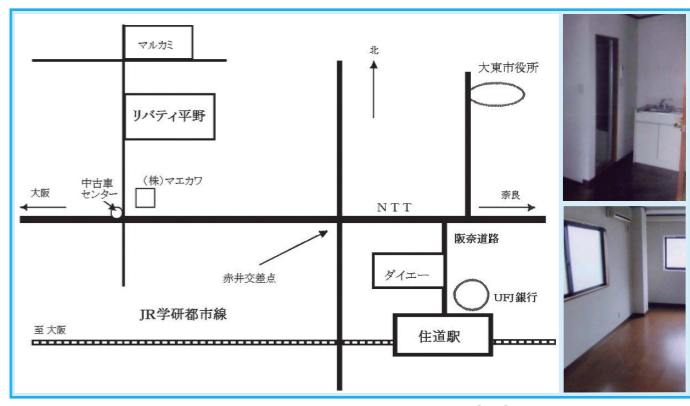 マルカミ
北
大東市役所
リバティ平野
中古車
センター
(株)マエカワ
大阪
NTT
奈良
阪奈道路
赤井交差点
ダイエー
UFJ銀行
JR学研都市線
至大阪
住道駅